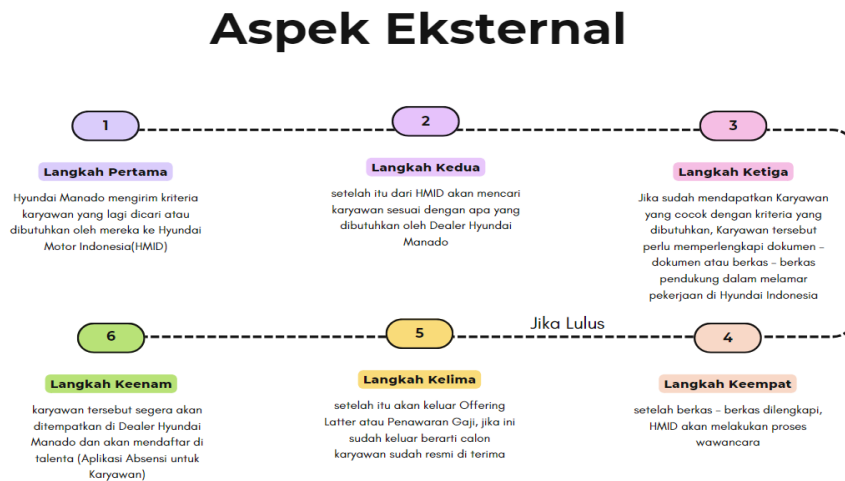 Aspek Eksternal
1
2
3
Langkah Pertama
Hyundai Manado mengirim kriteria
karyawan yang lagi dicari atau
dibutuhkan oleh mereka ke Hyundai
Motor Indonesia(HMID)
Langkah Kedua
setelah itu dari HMID akan mencari
karyawan sesuai dengan apa yang
dibutuhkan oleh Dealer Hyundai
Manado
Langkah Ketiga
Jika sudah mendapatkan Karyawan
yang cocok dengan kriteria yang
dibutuhkan, Karyawan tersebut
perlu memperlengkapi dokumen -
dokumen atau berkas - berkas
pendukung dalam melamar
pekerjaan di Hyundai Indonesia
Jika Lulus
4
Langkah Keempat
setelah berkas - berkas dilengkapi,
HMID akan melakukan proses
wawancara
5
Langkah Kelima
setelah itu akan keluar Offering
Latter atau Penawaran Gaji, jika ini
sudah keluar berarti calon
karyawan sudah resmi di terima
6
Langkah Keenam
karyawan tersebut segera akan
ditempatkan di Dealer Hyundai
Manado dan akan mendaftar di
talenta (Aplikasi Absensi untuk
Karyawan)